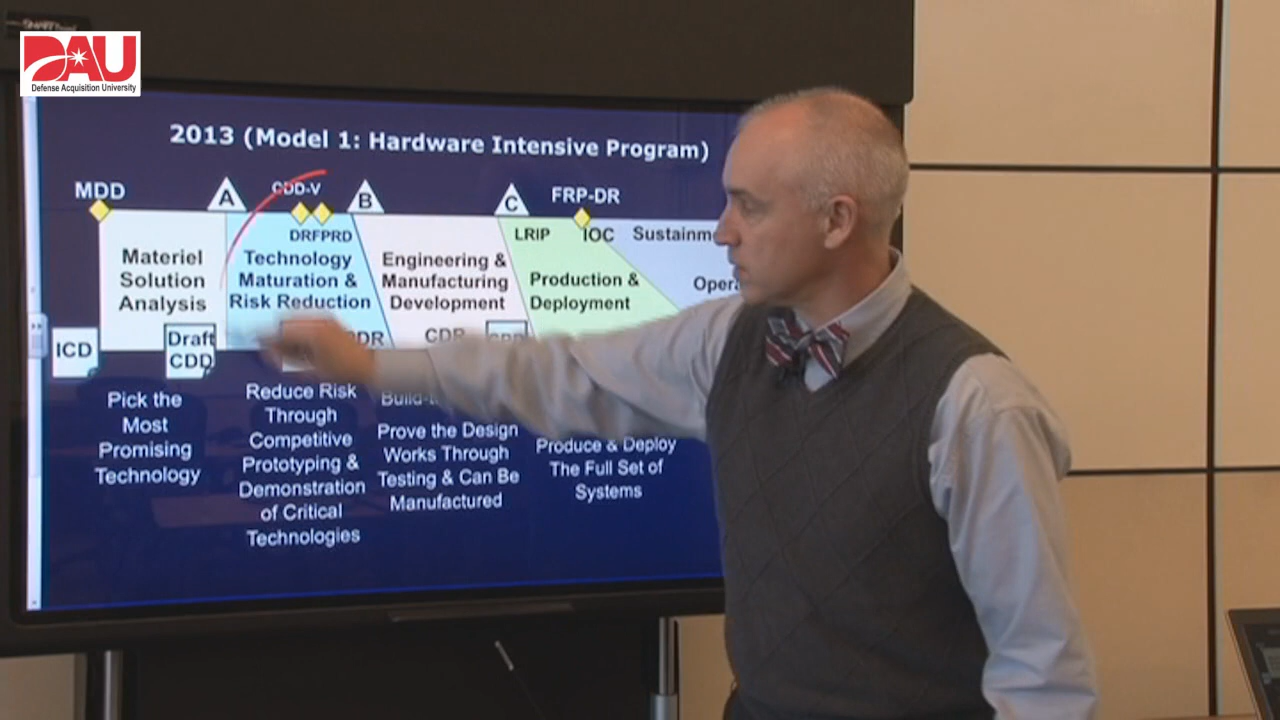 DAU
Defense Acquisition University
2013 (Model 1: Hardware Intensive Program)
MDD
A
CDD-V
B
C
FRP-DR
DRFPRD
LRIP
IOC
Materiel
Solution
Analysis
Technology
Maturation &
Risk Reduction
Engineering &
Manufacturing
Development
Production &
Deployment
ICD
Draft
CDD
CDR
Pick the
Most
Promising
Technology
Reduce Risk
Through
Competitive
Prototyping &
Demonstration
of Critical
Technologies
Prove the Design
Works Through
Testing & Can Be
Manufactured
Produce & Deploy
The Full Set of
Systems